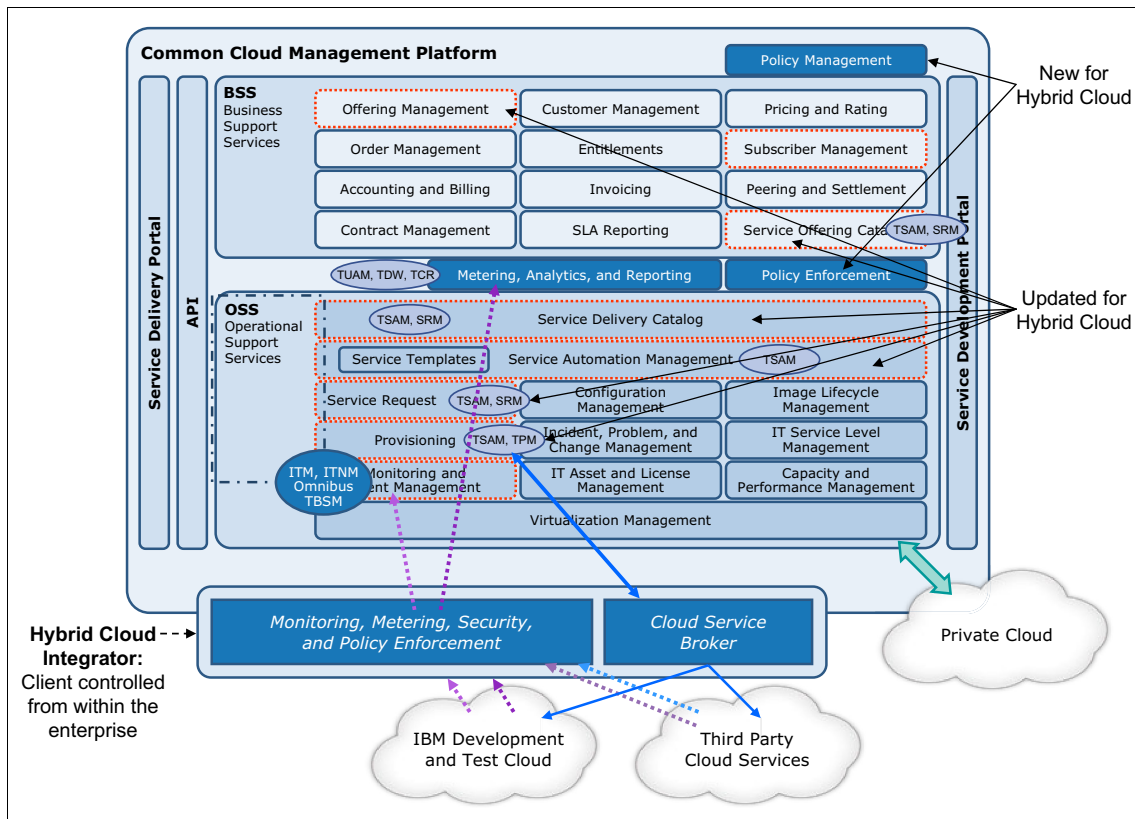 Common Cloud Management Platform
Policy Management
New for
Hybrid Cloud
Service Delivery Portal
API
BSS
Business
Support
Services
Offering Management
Customer Management
Pricing and Rating
Order Management
Entitlements
Subscriber Management
Accounting and Billing
Invoicing
Peering and Settlement
Contract Management
SLA Reporting
Service Offering Cata
TSAM, SRM
Service Development Portal
TUAM, TDW, TCR
Metering, Analytics, and Reporting
Policy Enforcement
Updated for
Hybrid Cloud
OSS
Operational
Support
Services
TSAM, SRM
Service Delivery Catalog
Service Templates
Service Automation Management
TSAM
Service Request
TSAM, SRM
Configuration
Management
Image Lifecycle
Management
Provisioning
TSAM, TPM
Incident, Problem, and
Change Management
IT Service Level
Management
ITM, ITNM
Omnibus
TBSM
Monitoring and
ent Management
IT Asset and License
Management
Capacity and
Performance Management
Virtualization Management
Hybrid Cloud
Integrator:
Client controlled
from within the
enterprise
Monitoring, Metering, Security,
and Policy Enforcement
Cloud Service
Broker
Private Cloud
IBM Development
and Test Cloud
Third Party
Cloud Services